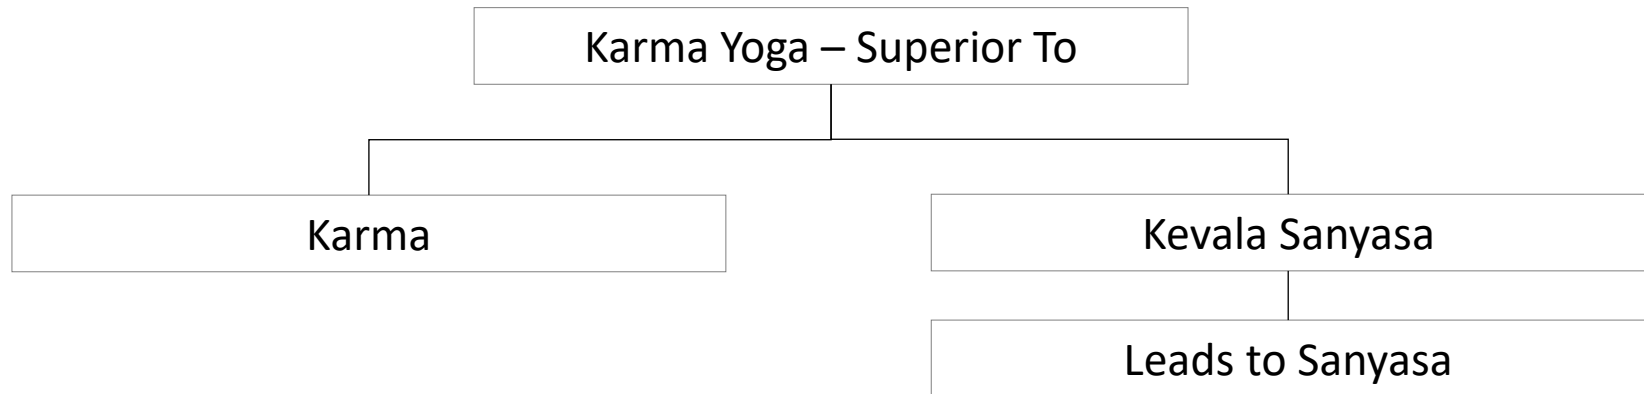 Karma Yoga – Superior To
Karma
Kevala Sanyasa
Leads to Sanyasa